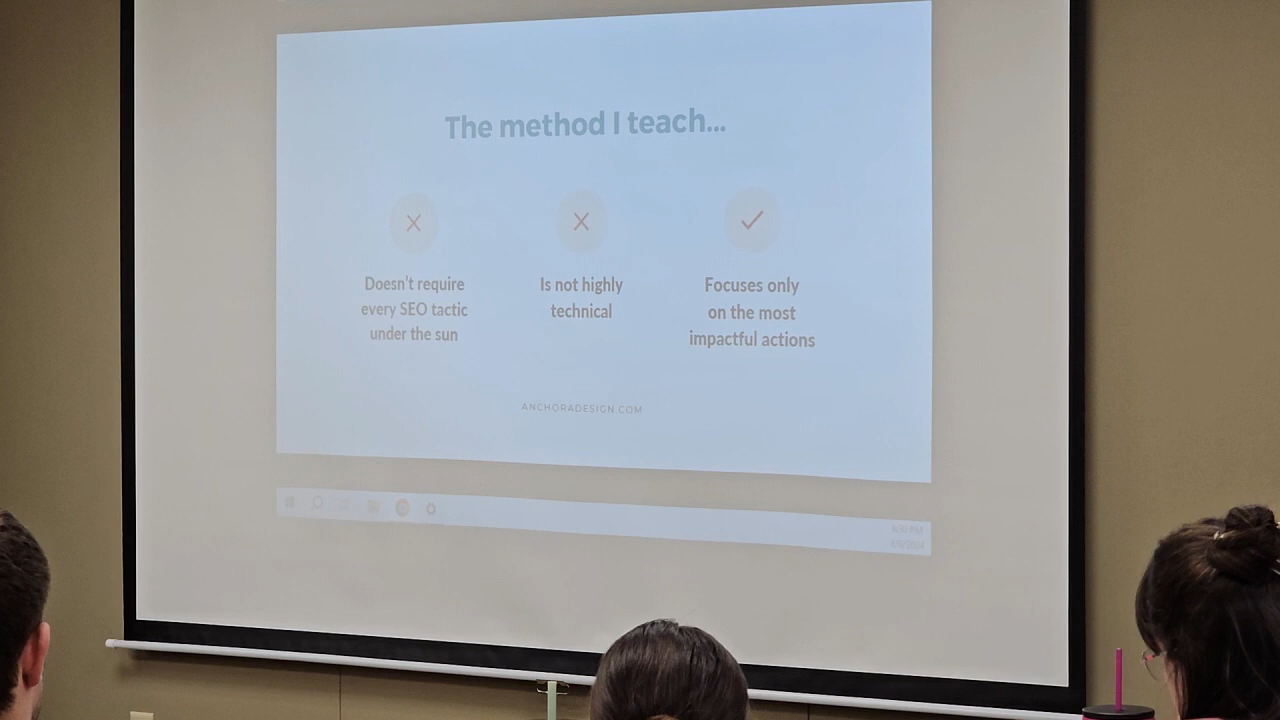 The method I teach...
Doesn't require
every SEO tactic
under the sun
Is not highly
technical
Focuses only
on the most
impactful actions
ANCHORADESIGN.COM